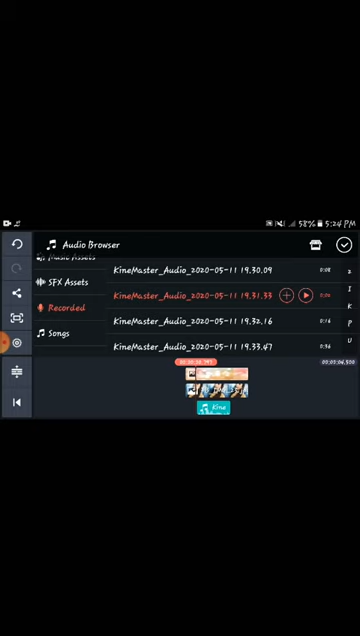 58% 5:24 PM
Audio Browser
Music Assets
KineMaster_Audio_2020-05-11 19.30.09 0:08
SFX Assets
KineMaster_Audio_2020-05-11 19.31.33
Recorded
KineMaster_Audio_2020-05-11 19.32.16 0:16
Songs
KineMaster_Audio_2020-05-11 19.33.47
I
K
P
U
Kine